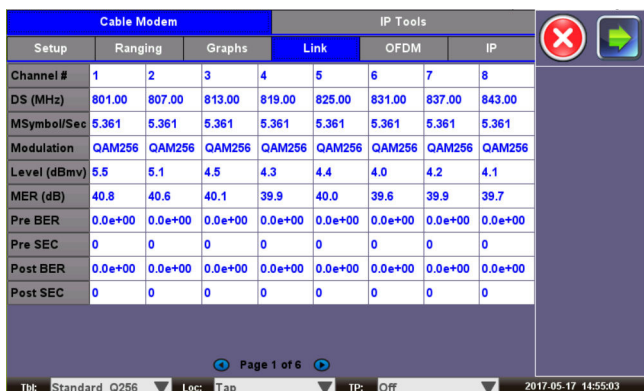 Cable Modem IP Tools
Setup Ranging Graphs Link OFDM IP
Channel # 1 2 3 4 5 6 7 8
DS (MHz) 801.00 807.00 813.00 819.00 825.00 831.00 837.00 843.00
MSymbol/Sec 5.361 5.361 5.361 5.361 5.361 5.361 5.361 5.361
Modulation QAM256 QAM256 QAM256 QAM256 QAM256 QAM256 QAM256 QAM256
Level (dBmv) 5.5 5.1 4.5 4.3 4.4 4.0 4.2 4.1
MER (dB) 40.8 40.6 40.1 39.9 40.0 39.6 39.9 39.7
Pre BER 0.0e+00 0.0e+00 0.0e+00 0.0e+00 0.0e+00 0.0e+00 0.0e+00 0.0e+00
Pre SEC 0 0 0 0 0 0 0 0
Post BER 0.0e+00 0.0e+00 0.0e+00 0.0e+00 0.0e+00 0.0e+00 0.0e+00 0.0e+00
Post SEC 0 0 0 0 0 0 0 0
Page 1 of 6
Tbl: Standard_Q256 Loc: Tap TP: Off 2017-05-17 14:55:03